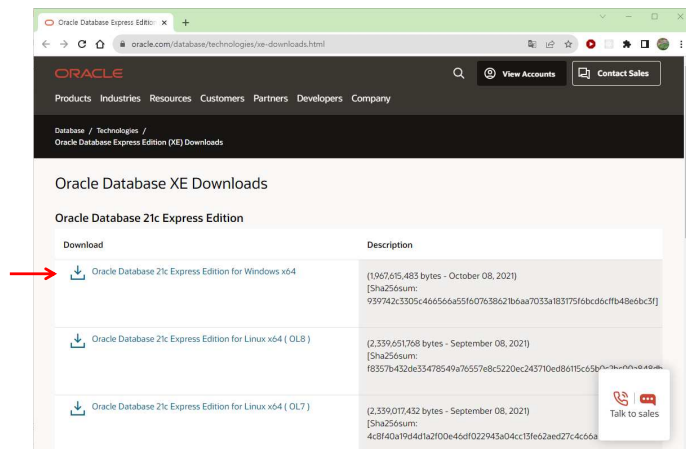 Oracle Database Express Edition
oracle.com/database/technologies/xe-downloads.html
ORACLE
View Accounts
Contact Sales
Products Industries Resources Customers Partners Developers Company
Database / Technologies /
Oracle Database Express Edition (XE) Downloads
Oracle Database XE Downloads
Oracle Database 21c Express Edition
Download Description
Oracle Database 21c Express Edition for Windows x64
(1,967,615,483 bytes - October 08, 2021)
[Sha256sum:
939742c3305c466566a55f607638621b6aa7033a183175f6bcd6cffb48e6bc3f]
Oracle Database 21c Express Edition for Linux x64 ( OL8 )
(2,339,651,768 bytes - September 08, 2021)
[Sha256sum:
Oracle Database 21c Express Edition for Linux x64 ( OL7 )
(2,339,017,432 bytes - September 08, 2021)
[Sha256sum:
4c8f40a19d4d1a2f00e46df022943a04cc13fe62aed27c4c66a
Talk to sales